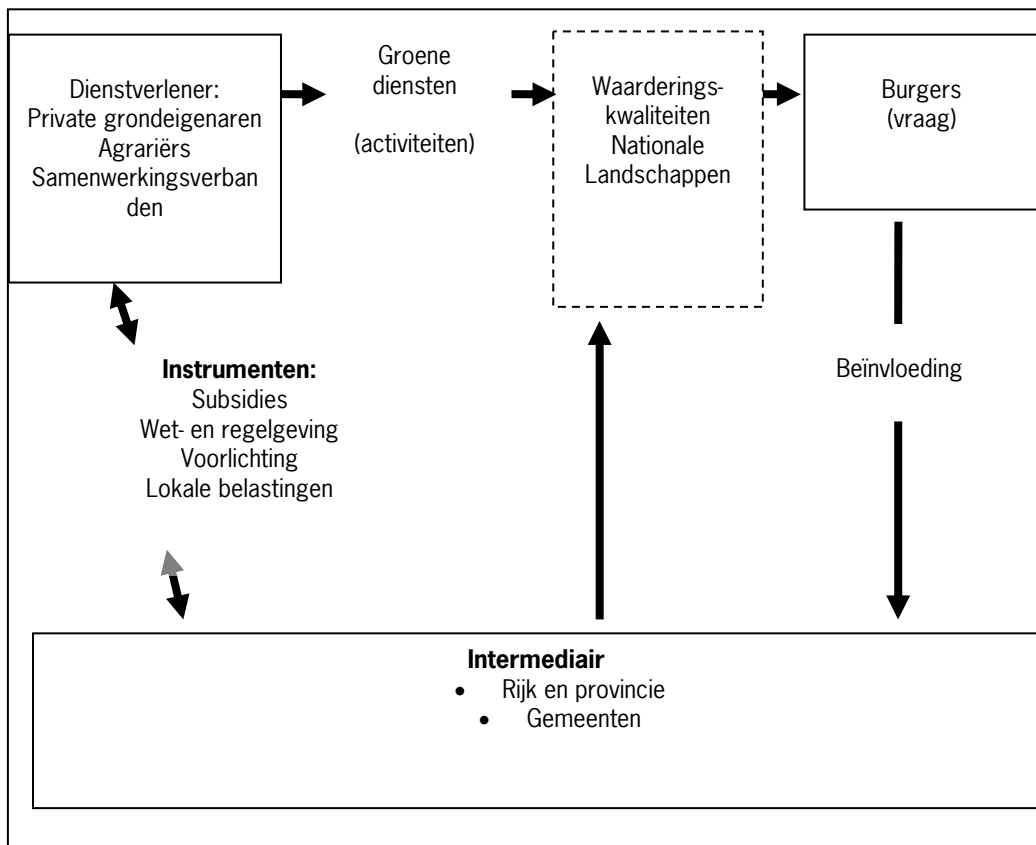 Dienstverlener:
Private grondeigenaren
Agrariërs
Samenwerkingsverban
den
Groene
diensten
(activiteiten)
Waarderings-
kwaliteiten
Nationale
Landschappen
Burgers
(vraag)
Instrumenten:
Subsidies
Wet- en regelgeving
Voorlichting
Lokale belastingen
Beïnvloeding
Intermediair
• Rijk en provincie
• Gemeenten